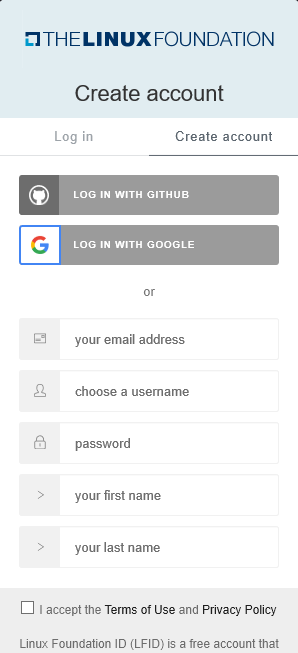 THE LINUX FOUNDATION
Create account
Log in
Create account
LOG IN WITH GITHUB
LOG IN WITH GOOGLE
or
your email address
choose a username
password
your first name
your last name
I accept the Terms of Use and Privacy Policy
Linux Foundation ID (LFID) is a free account that